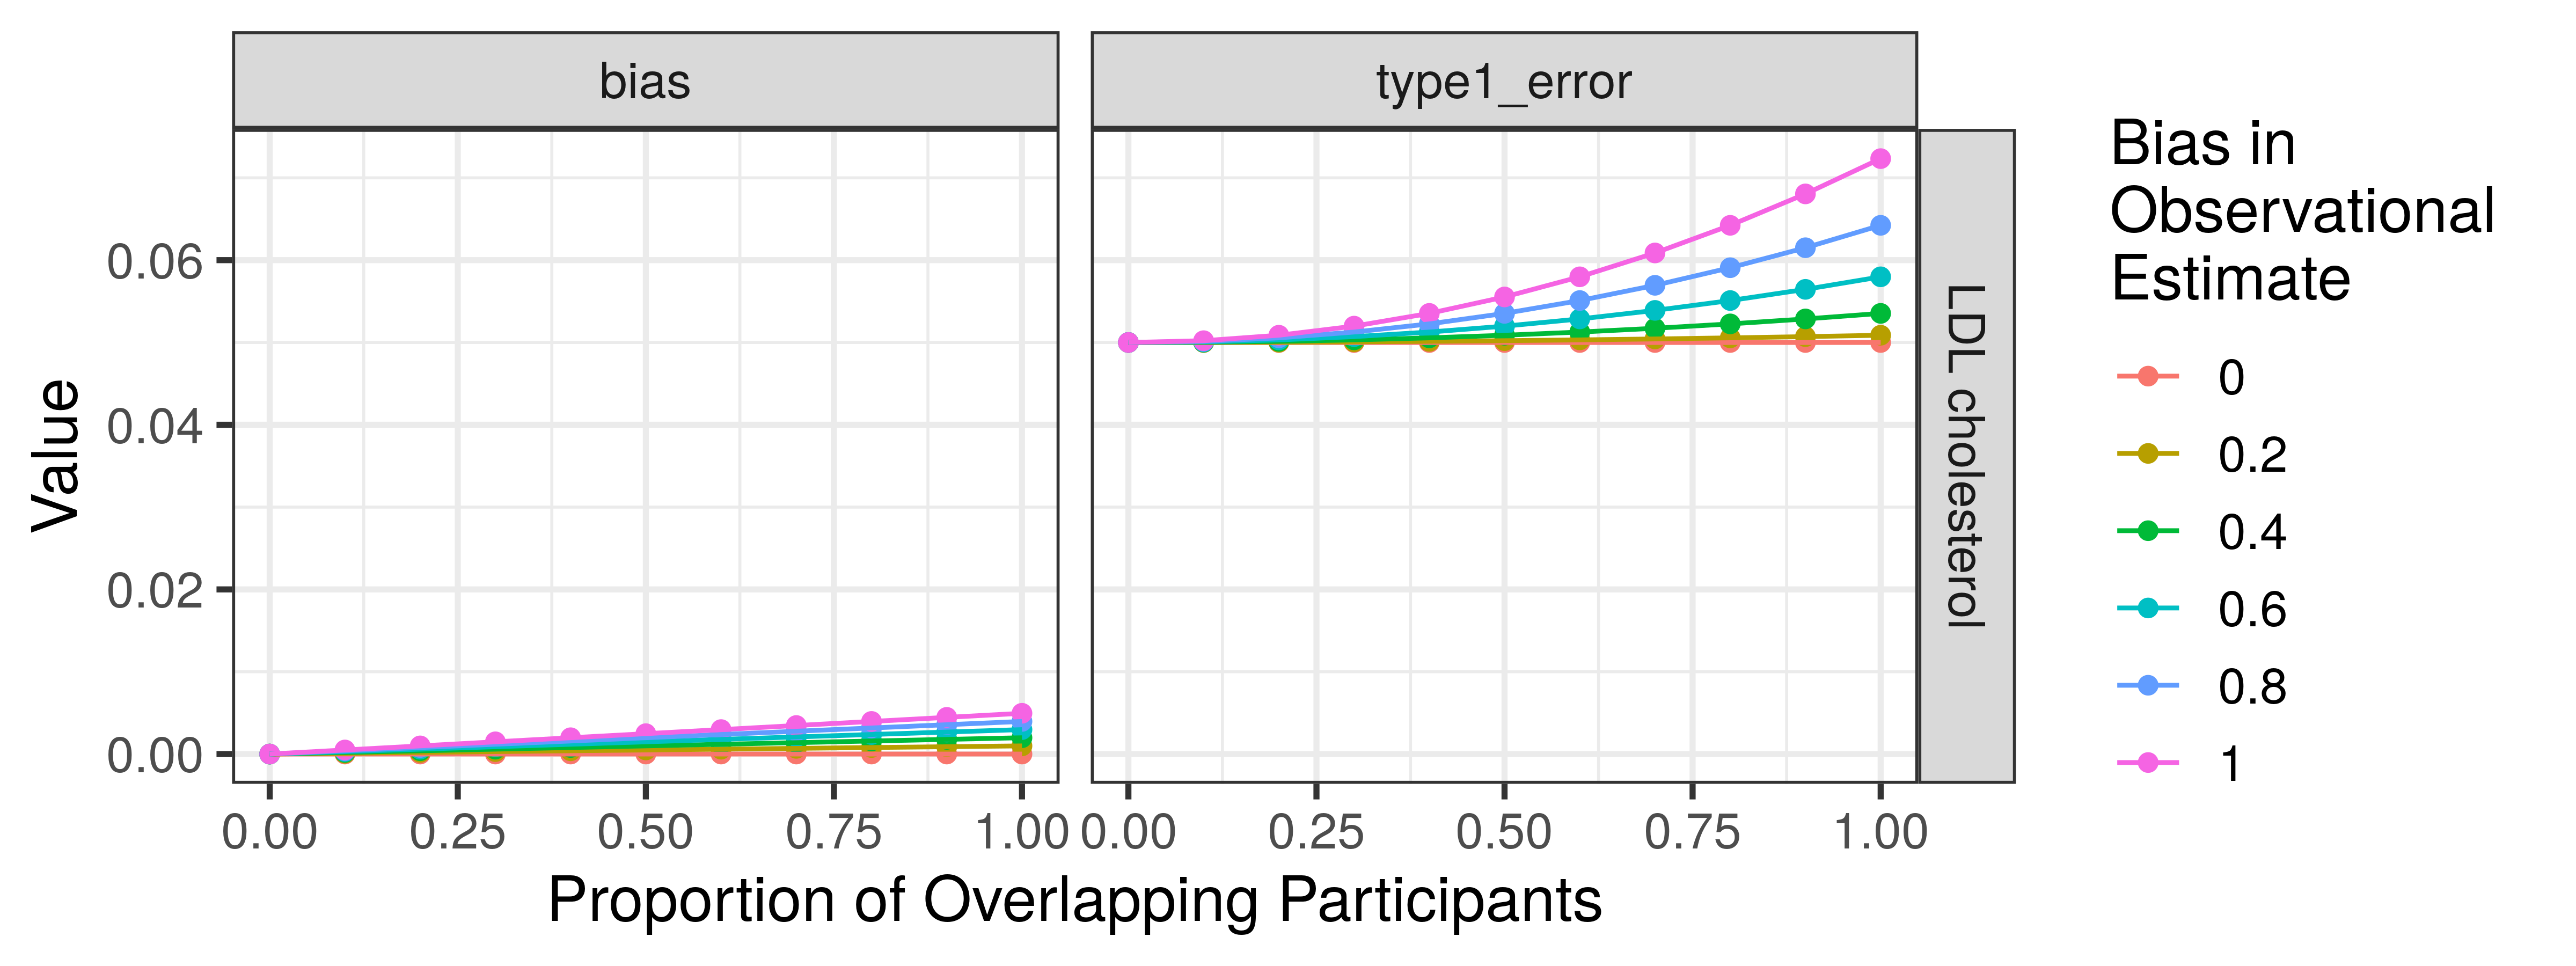 bias
type1_error
Value
0.06
0.04
0.02
0.00
0.00 0.25 0.50 0.75 1.00
0.00 0.25 0.50 0.75 1.00
Proportion of Overlapping Participants
LDL cholesterol
Bias in
Observational
Estimate
0
0.2
0.4
0.6
0.8
1